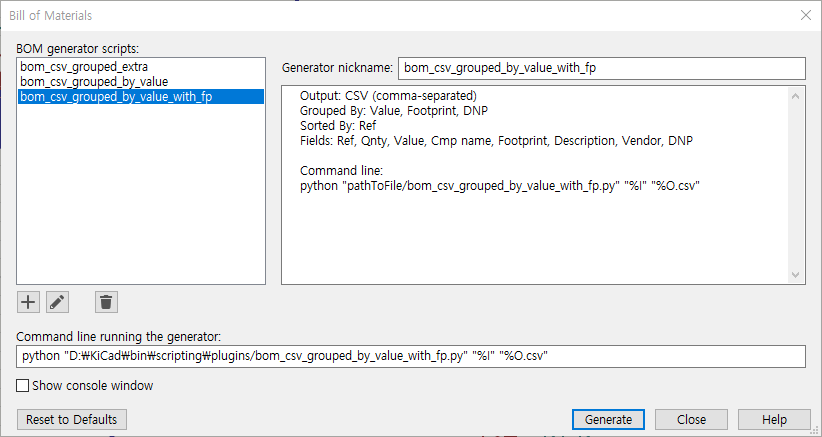 Bill of Materials
BOM generator scripts:
bom_csv_grouped_extra
bom_csv_grouped_by_value
bom_csv_grouped_by_value_with_fp
Generator nickname: bom_csv_grouped_by_value_with_fp
Output: CSV (comma-separated)
Grouped By: Value, Footprint, DNP
Sorted By: Ref
Fields: Ref, Qnty, Value, Cmp name, Footprint, Description, Vendor, DNP
Command line:
python "pathToFile/bom_csv_grouped_by_value_with_fp.py" "%I" "%O.csv"
Command line running the generator:
python "D:₩KiCad₩bin₩scripting₩plugins/bom_csv_grouped_by_value_with_fp.py" "%I" "%O.csv"
Show console window
Reset to Defaults
Generate
Close
Help